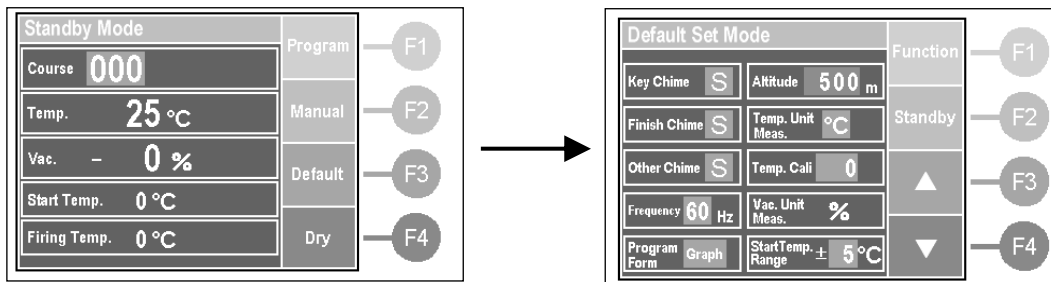 Standby Mode
Program
F1
Course 000
Temp. 25 °C
Manual
F2
Vac. – 0 %
Default
F3
Start Temp. 0 °C
Firing Temp. 0 °C
Dry
F4
Default Set Mode
Function
F1
Key Chime S
Altitude 500 m
Finish Chime S
Temp. Unit
Meas. °C
Standby
F2
Other Chime S
Temp. Cali 0
▲
F3
Frequency 60 Hz
Vac. Unit
Meas. %
Program
Form Graph
StartTemp.
Range ± 5 °C
▼
F4